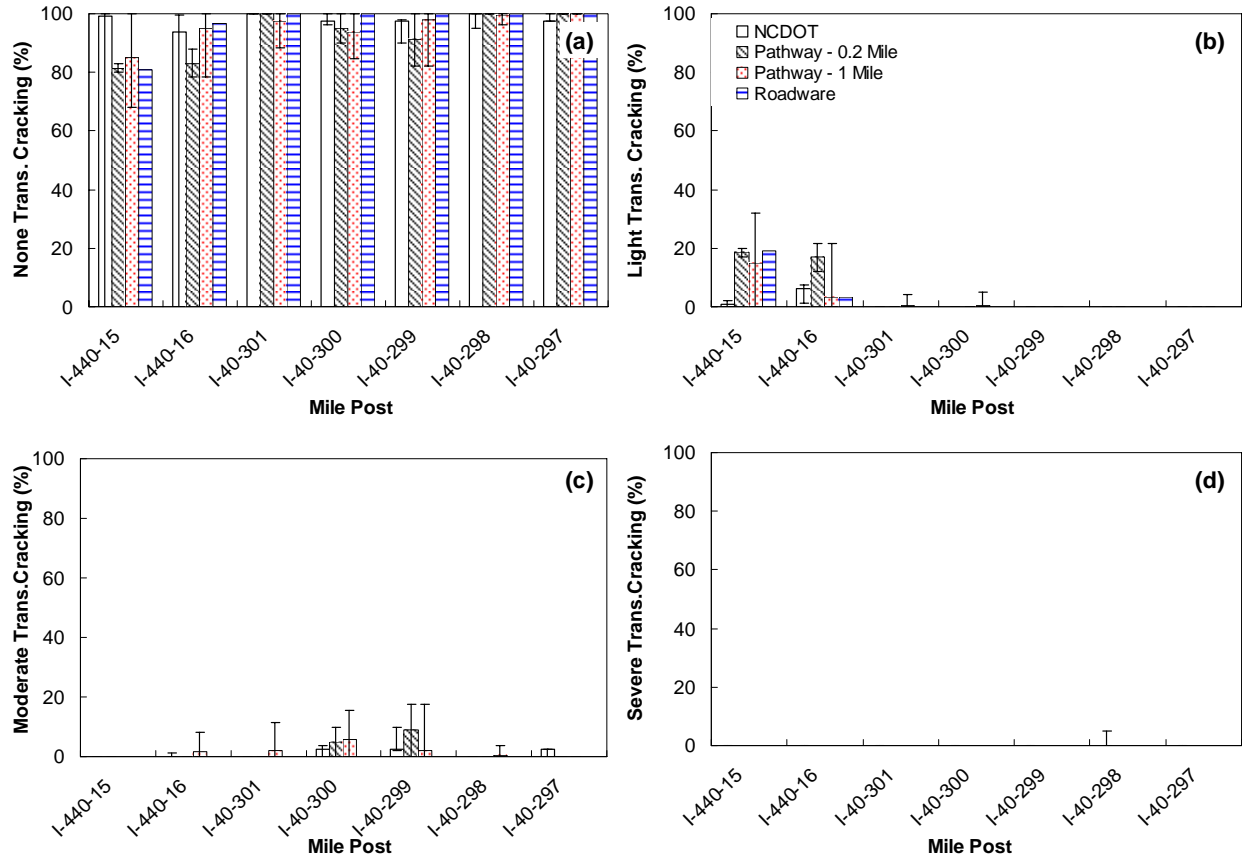 None Trans. Cracking (%)
100
80
60
40
20
0
(a)
I-440-15
I-440-16
I-40-301
I-40-300
I-40-299
I-40-298
I-40-297
Mile Post
Light Trans. Cracking (%)
100
80
60
40
20
0
NCDOT
Pathway - 0.2 Mile
Pathway - 1 Mile
Roadware
(b)
I-440-15
I-440-16
I-40-301
I-40-300
I-40-299
I-40-298
I-40-297
Mile Post
Moderate Trans.Cracking (%)
100
80
60
40
20
0
(c)
I-440-15
I-440-16
I-40-301
I-40-300
I-40-299
I-40-298
I-40-297
Mile Post
Severe Trans.Cracking (%)
100
80
60
40
20
0
(d)
I-440-15
I-440-16
I-40-301
I-40-300
I-40-299
I-40-298
I-40-297
Mile Post